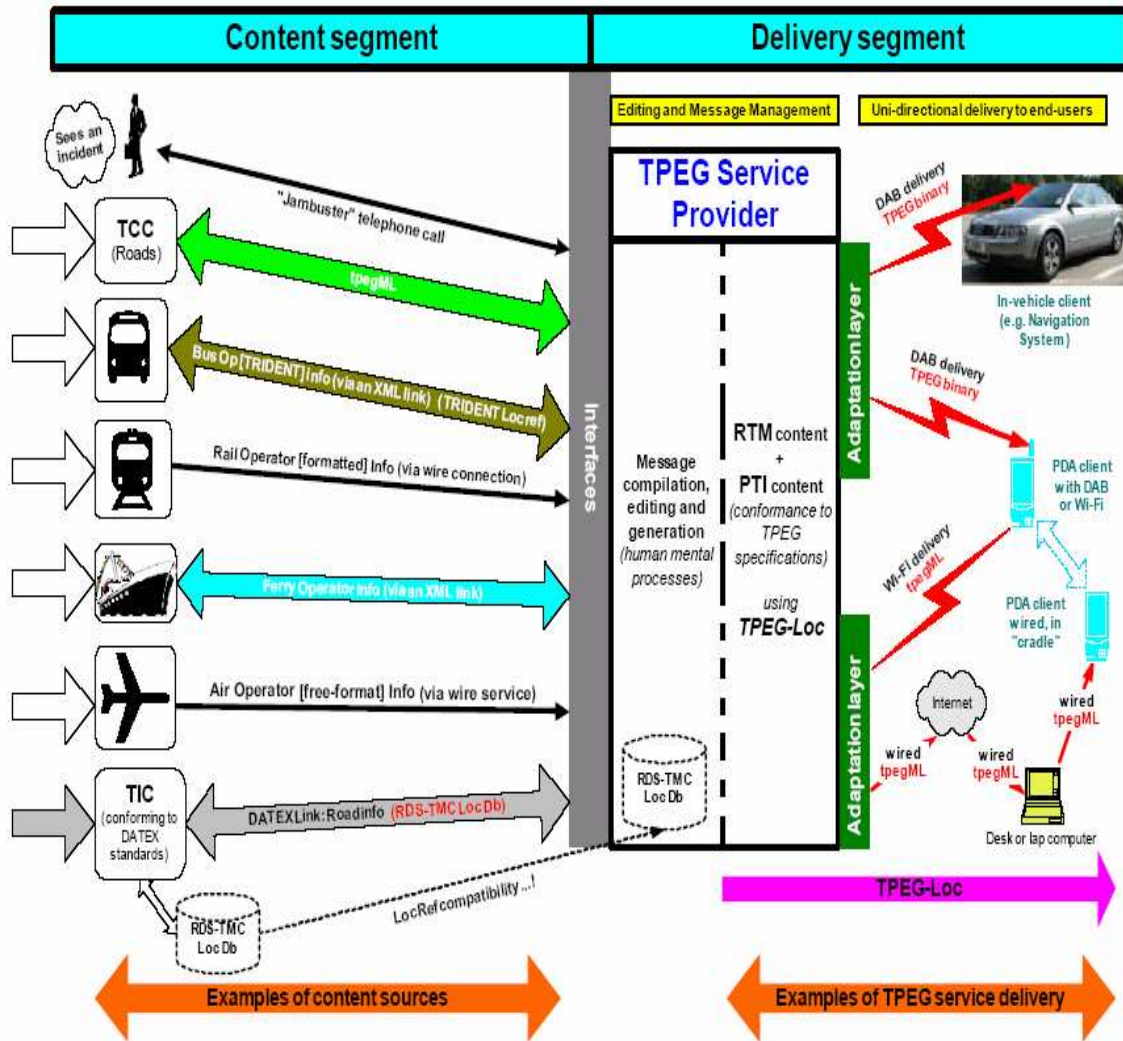 Content segment
Delivery segment
Editing and Message Management
Uni-directional delivery to end-users
Sees an
incident
"Jambuster" telephone call
TCC
(Roads)
tpegML
Bus Op [TRIDENT] Info (via an XML link) (TRIDENT Locref)
Rail Operator [formatted] Info (via wire connection)
Ferry Operator Info (via an XML link)
Air Operator [free-format] Info (via wire service)
TIC
(conforming to
DATEX
standards)
DATEX Link: Road info (RDS-TMC Loc Db)
RDS-TMC
Loc Db
LocRef compatibility...!
Examples of content sources
Interfaces
TPEG Service
Provider
Message
compilation,
editing and
generation
(human mental
processes)
RTM content
+
PTI content
(conformance to
TPEG
specifications)
using
TPEG-Loc
RDS-TMC
Loc Db
Adaptation layer
Adaptation layer
DAB delivery
TPEG binary
In-vehicle client
(e.g. Navigation
System)
DAB delivery
TPEG binary
PDA client
with DAB
or Wi-Fi
Wi-Fi delivery
tpegML
PDA client
wired, in
"cradle"
Internet
wired
tpegML
wired
tpegML
wired
tpegML
Desk or lap computer
TPEG-Loc
Examples of TPEG service delivery